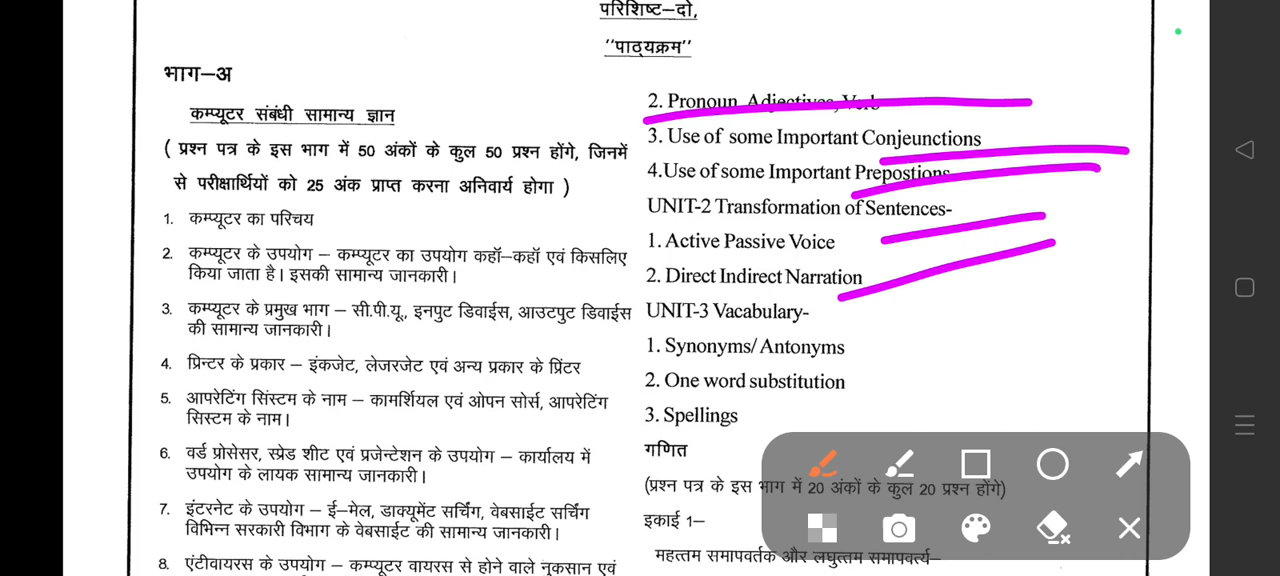 परिशिष्ट–दो,
"पाठ्यक्रम"
भाग–अ
कम्प्यूटर संबंधी सामान्य ज्ञान
( प्रश्न पत्र के इस भाग में 50 अंकों के कुल 50 प्रश्न होंगे, जिनमें
से परीक्षार्थियों को 25 अंक प्राप्त करना अनिवार्य होगा )
1. कम्प्यूटर का परिचय
2. कम्प्यूटर के उपयोग – कम्प्यूटर का उपयोग कहॉ–कहॉ एवं किसलिए
किया जाता है। इसकी सामान्य जानकारी।
3. कम्प्यूटर के प्रमुख भाग – सी.पी.यू., इनपुट डिवाईस, आउटपुट डिवाईस
की सामान्य जानकारी।
4. प्रिन्टर के प्रकार – इंकजेट, लेजरजेट एवं अन्य प्रकार के प्रिंटर
5. आपरेटिंग सिंस्टम के नाम – कामर्शियल एवं ओपन सोर्स, आपरेटिंग
सिस्टम के नाम।
6. वर्ड प्रोसेसर, स्प्रेड शीट एवं प्रजेन्टेशन के उपयोग – कार्यालय में
उपयोग के लायक सामान्य जानकारी।
7. इंटरनेट के उपयोग – ई–मेल, डाक्यूमेंट सर्चिंग, वेबसाईट सर्चिंग
विभिन्न सरकारी विभाग के वेबसाईट की सामान्य जानकारी।
8. एंटीवायरस के उपयोग – कम्प्यूटर वायरस से होने वाले नुकसान एवं
2. Pronoun, Adjectives, Verb
3. Use of some Important Conjeunctions
4.Use of some Important Prepostions
UNIT-2 Transformation of Sentences-
1. Active Passive Voice
2. Direct Indirect Narration
UNIT-3 Vacabulary-
1. Synonyms/ Antonyms
2. One word substitution
3. Spellings
गणित
(प्रश्न पत्र के इस भाग में 20 अंकों के कुल 20 प्रश्न होंगे)
इकाई 1–
महत्तम समापवर्तक और लघुत्तम समापवर्त्य–